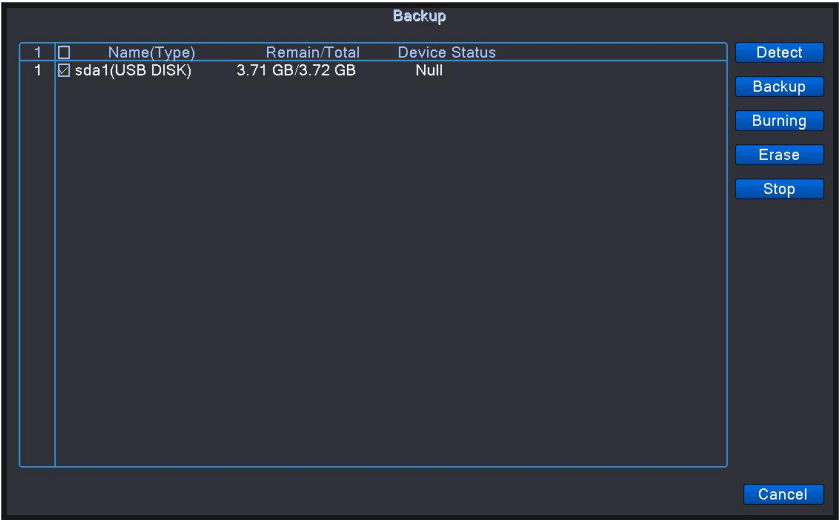 Backup
1 Name(Type) Remain/Total Device Status
1 sda1(USB DISK) 3.71 GB/3.72 GB Null
Detect
Backup
Burning
Erase
Stop
Cancel